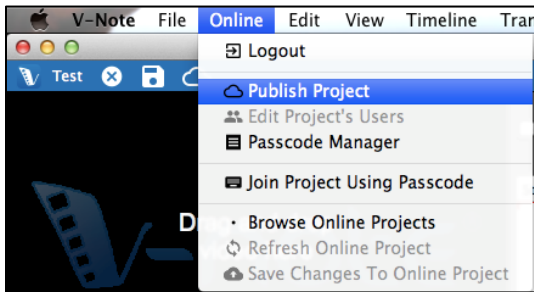 V-Note File Online Edit View Timeline Tran
Logout
Test
Publish Project
Edit Project's Users
Passcode Manager
Join Project Using Passcode
Browse Online Projects
Refresh Online Project
Save Changes To Online Project